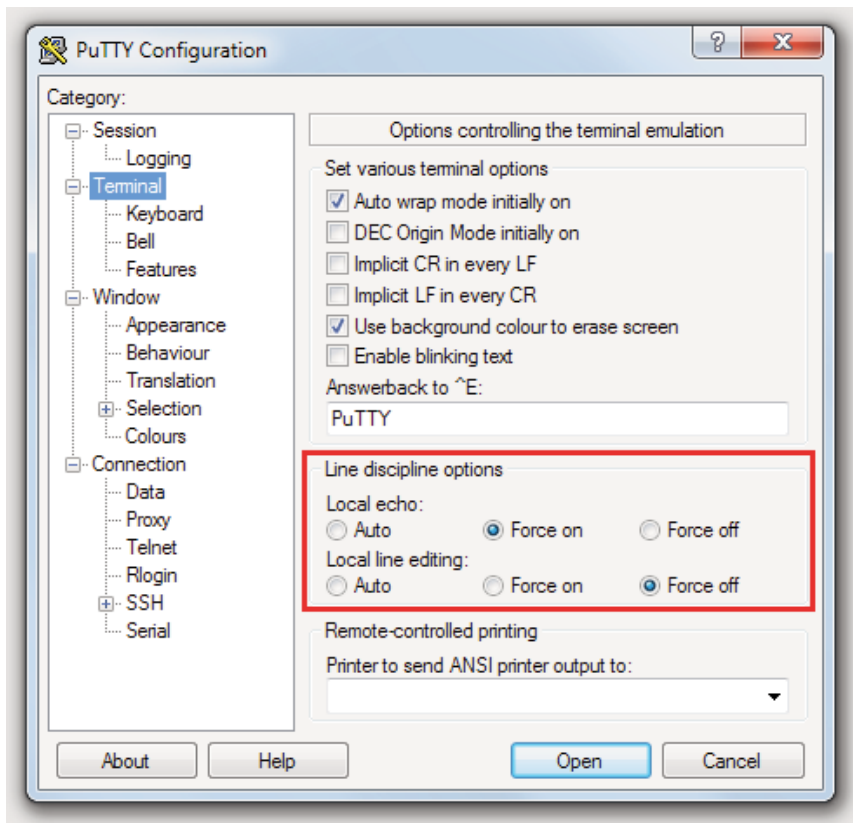 PuTTY Configuration
?
Category:
Session
Logging
Terminal
Keyboard
Bell
Features
Window
Appearance
Behaviour
Translation
Selection
Colours
Connection
Data
Proxy
Telnet
Rlogin
SSH
Serial
Options controlling the terminal emulation
Set various terminal options
Auto wrap mode initially on
DEC Origin Mode initially on
Implicit CR in every LF
Implicit LF in every CR
Use background colour to erase screen
Enable blinking text
Answerback to ^E:
PuTTY
Line discipline options
Local echo:
Auto Force on Force off
Local line editing:
Auto Force on Force off
Remote-controlled printing
Printer to send ANSI printer output to:
About Help Open Cancel